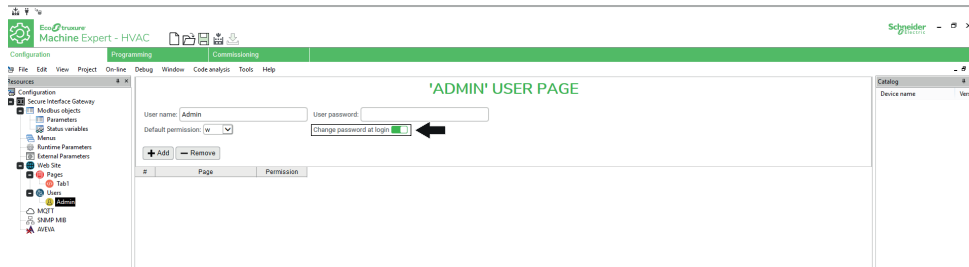 EcoStruxure
Machine Expert - HVAC
Schneider
Electric
Configuration
Programming
Commissioning
File Edit View Project On-line Debug Window Code analysis Tools Help
Resources
Catalog
Configuration
Device name
Secure Interface Gateway
Modbus objects
Parameters
Status variables
Menus
Runtime Parameters
External Parameters
Web Site
Pages
Tab1
Users
Admin
MQTT
SNMP MIB
AVEVA
'ADMIN' USER PAGE
User name: Admin
User password:
Default permission: w
Change password at login
Add
Remove
# Page Permission